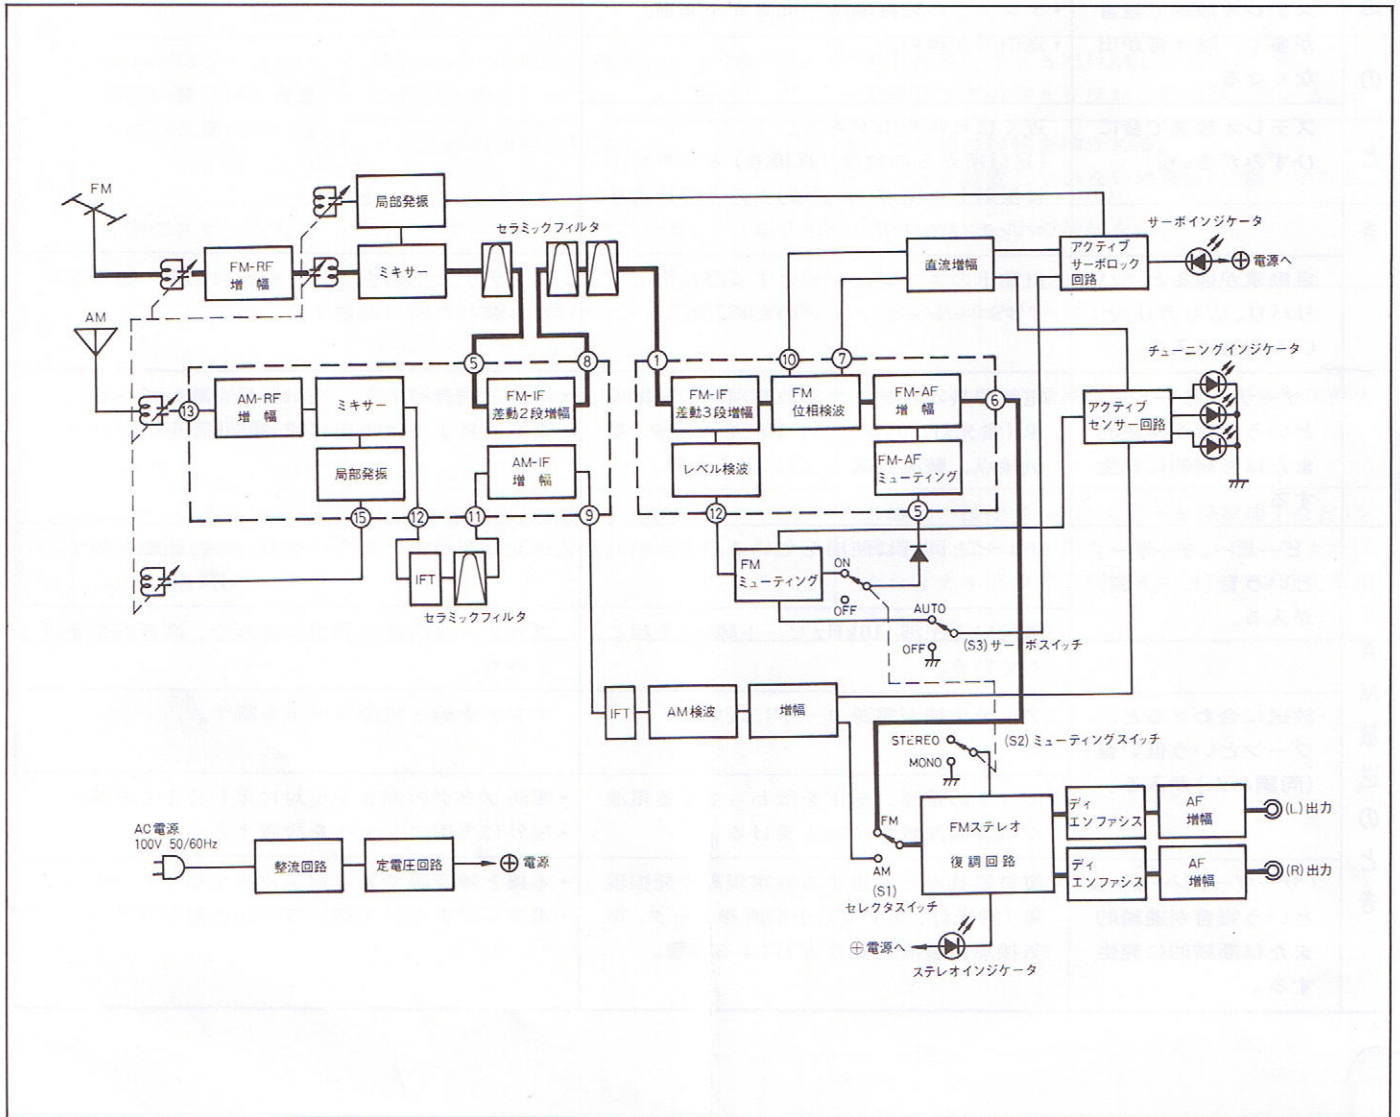 FM
局部発振
セラミックフィルタ
サーボインジケータ
FM-RF
増幅
ミキサー
直流増幅
アクティブ
サーボロック
回路
⊕電源へ
AM
チューニングインジケータ
⑤
⑧
①
⑩
⑦
⑬
AM-RF
増 幅
ミキサー
FM-IF
差動2段増幅
FM-IF
差動3段増幅
FM
位相検波
FM-AF
増 幅
⑥
アクティブ
センサー回路
局部発振
AM-IF
増 幅
レベル検波
FM-AF
ミューティング
⑮
⑫
⑪
⑨
⑫
⑤
IFT
セラミックフィルタ
FM
ミューティング
ON
OFF
AUTO
OFF
(S3)サーボスイッチ
IFT
AM検波
増幅
STEREO
MONO
(S2)ミューティングスイッチ
AC電源
100V 50/60Hz
整流回路
定電圧回路
⊕電源
FM
AM
(S1)
セレクタスイッチ
FMステレオ
復調回路
ディ
エンファシス
AF
増幅
(L)出力
ディ
エンファシス
AF
増幅
(R)出力
⊕電源へ
ステレオインジケータ